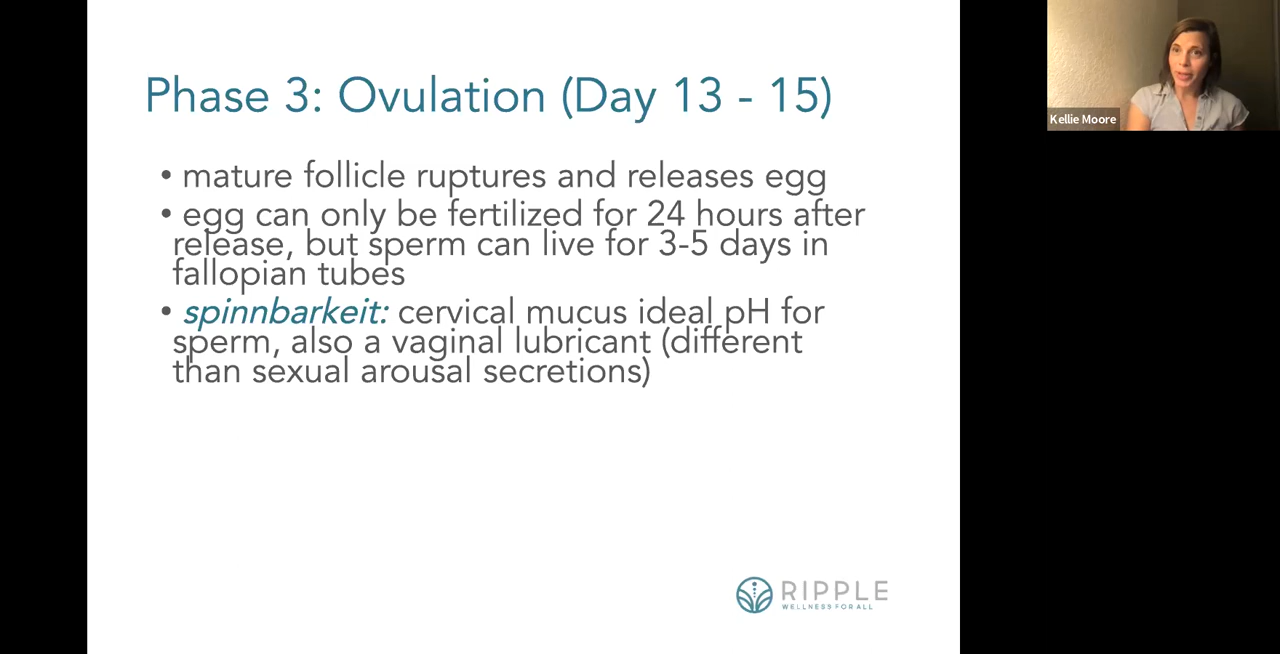 Phase 3: Ovulation (Day 13 - 15)
• mature follicle ruptures and releases egg
• egg can only be fertilized for 24 hours after
release, but sperm can live for 3-5 days in
fallopian tubes
• spinnbarkeit: cervical mucus ideal pH for
sperm, also a vaginal lubricant (different
than sexual arousal secretions)
Kellie Moore
RIPPLE
WELLNESS FOR ALL